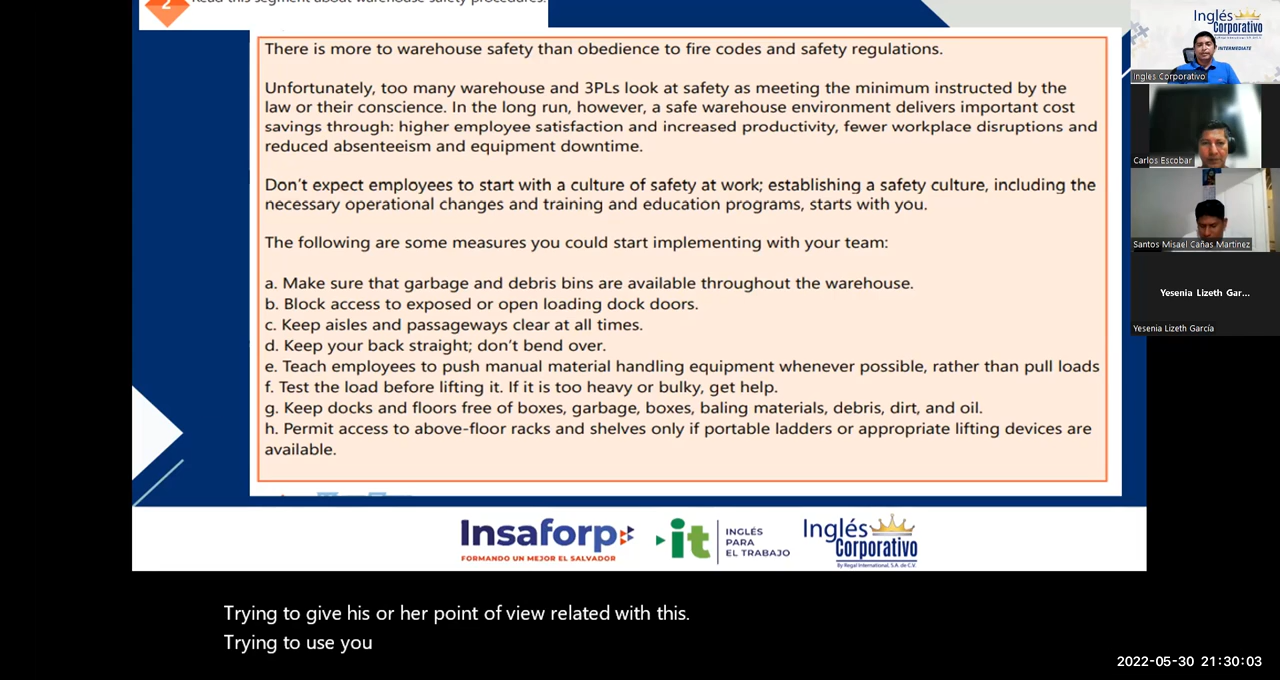 2 Read this segment about warehouse safety procedures.
There is more to warehouse safety than obedience to fire codes and safety regulations.
Unfortunately, too many warehouse and 3PLs look at safety as meeting the minimum instructed by the
law or their conscience. In the long run, however, a safe warehouse environment delivers important cost
savings through: higher employee satisfaction and increased productivity, fewer workplace disruptions and
reduced absenteeism and equipment downtime.
Don't expect employees to start with a culture of safety at work; establishing a safety culture, including the
necessary operational changes and training and education programs, starts with you.
The following are some measures you could start implementing with your team:
a. Make sure that garbage and debris bins are available throughout the warehouse.
b. Block access to exposed or open loading dock doors.
c. Keep aisles and passageways clear at all times.
d. Keep your back straight; don't bend over.
e. Teach employees to push manual material handling equipment whenever possible, rather than pull loads
f. Test the load before lifting it. If it is too heavy or bulky, get help.
g. Keep docks and floors free of boxes, garbage, boxes, baling materials, debris, dirt, and oil.
h. Permit access to above-floor racks and shelves only if portable ladders or appropriate lifting devices are
available.
Insaforp
FORMANDO UN MEJOR EL SALVADOR
it
INGLÉS
PARA
EL TRABAJO
Inglés
Corporativo
By Regal International, S.A. de C.V.
Trying to give his or her point of view related with this.
Trying to use you
Inglés
Corporativo
INTERMEDIATE
Ingles Corporativo
Carlos Escobar
Santos Misael Cañas Martinez
Yesenia Lizeth Gar...
Yesenia Lizeth García
2022-05-30 21:30:03